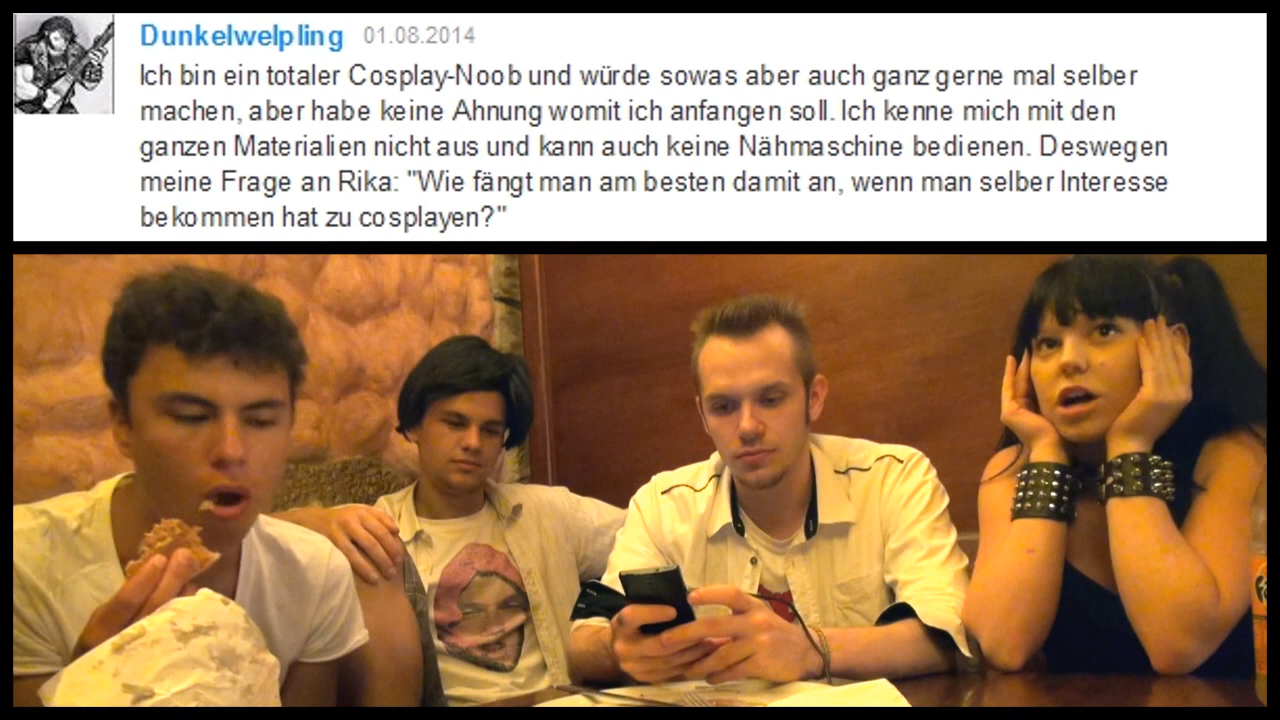 Dunkelwelpling 01.08.2014
Ich bin ein totaler Cosplay-Noob und würde sowas aber auch ganz gerne mal selber
machen, aber habe keine Ahnung womit ich anfangen soll. Ich kenne mich mit den
ganzen Materialien nicht aus und kann auch keine Nähmaschine bedienen. Deswegen
meine Frage an Rika: "Wie fängt man am besten damit an, wenn man selber Interesse
bekommen hat zu cosplayen?"